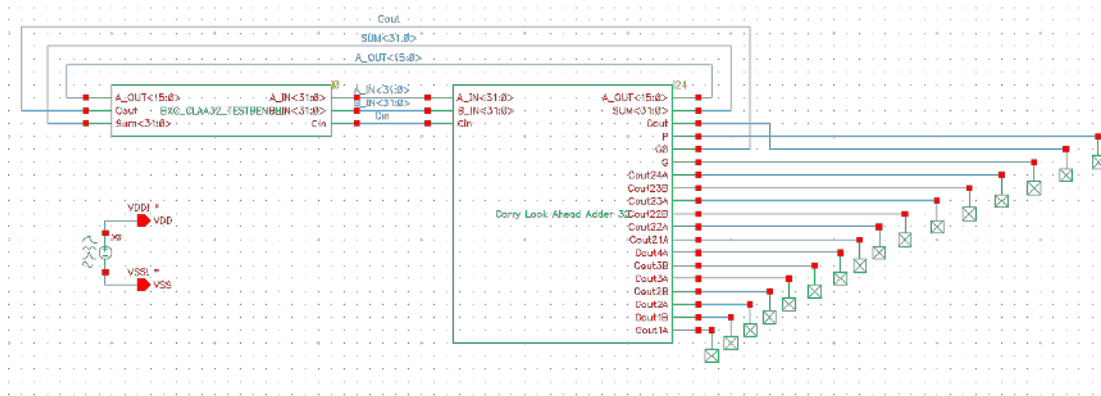 Cout
SUM<31:0>
A_OUT<15:0>
A_OUT<15:0>
Cout
Sum<31:0>
A_IN<31:0>
Cin
A_IN<31:0>
B_IN<31:0>
Cin
I24
A_IN<31:0>
B_IN<31:0>
Cin
Carry Look Ahead Adder 32
A_OUT<15:0>
SUM<31:0>
Cout
P
G0
G
Cout24A
Cout23B
Cout23A
Cout22B
Cout22A
Cout21A
Cout4A
Cout3B
Cout3A
Cout2B
Cout2A
Cout1B
Cout1A
VDD! *
VDD
VSS! *
VSS